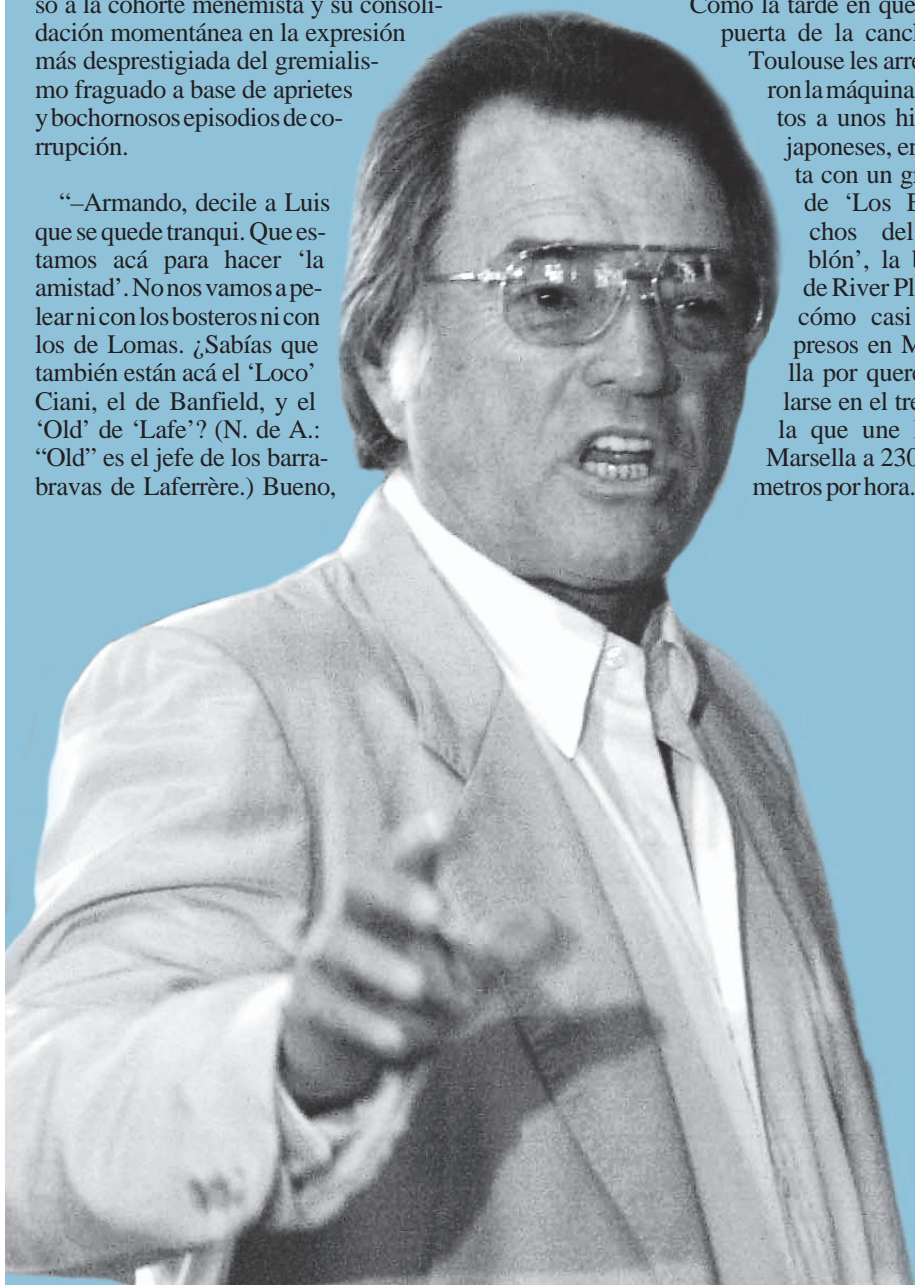 só a la cohorte menemista y su consoli-
dación momentánea en la expresión
más desprestigiada del gremialis-
mo fraguado a base de aprietes
y bochornosos episodios de co-
rrupción.
“–Armando, decile a Luis
que se quede tranqui. Que es-
tamos acá para hacer ‘la
amistad’. No nos vamos a pe-
lear ni con los bosteros ni con
los de Lomas. ¿Sabías que
también están acá el ‘Loco’
Ciani, el de Banfield, y el
‘Old’ de ‘Lafe’? (N. de A.:
“Old” es el jefe de los barra-
bravas de Laferrère.) Bueno,
Como la tarde en que
puerta de la canc
Toulouse les arre
ron la máquina
tos a unos hi
japoneses, en
ta con un g
de ‘Los B
chos del
blón’, la b
de River Pl
cómo casi
presos en M
lla por quer
larse en el tre
la que une
Marsella a 230
metros por hora.